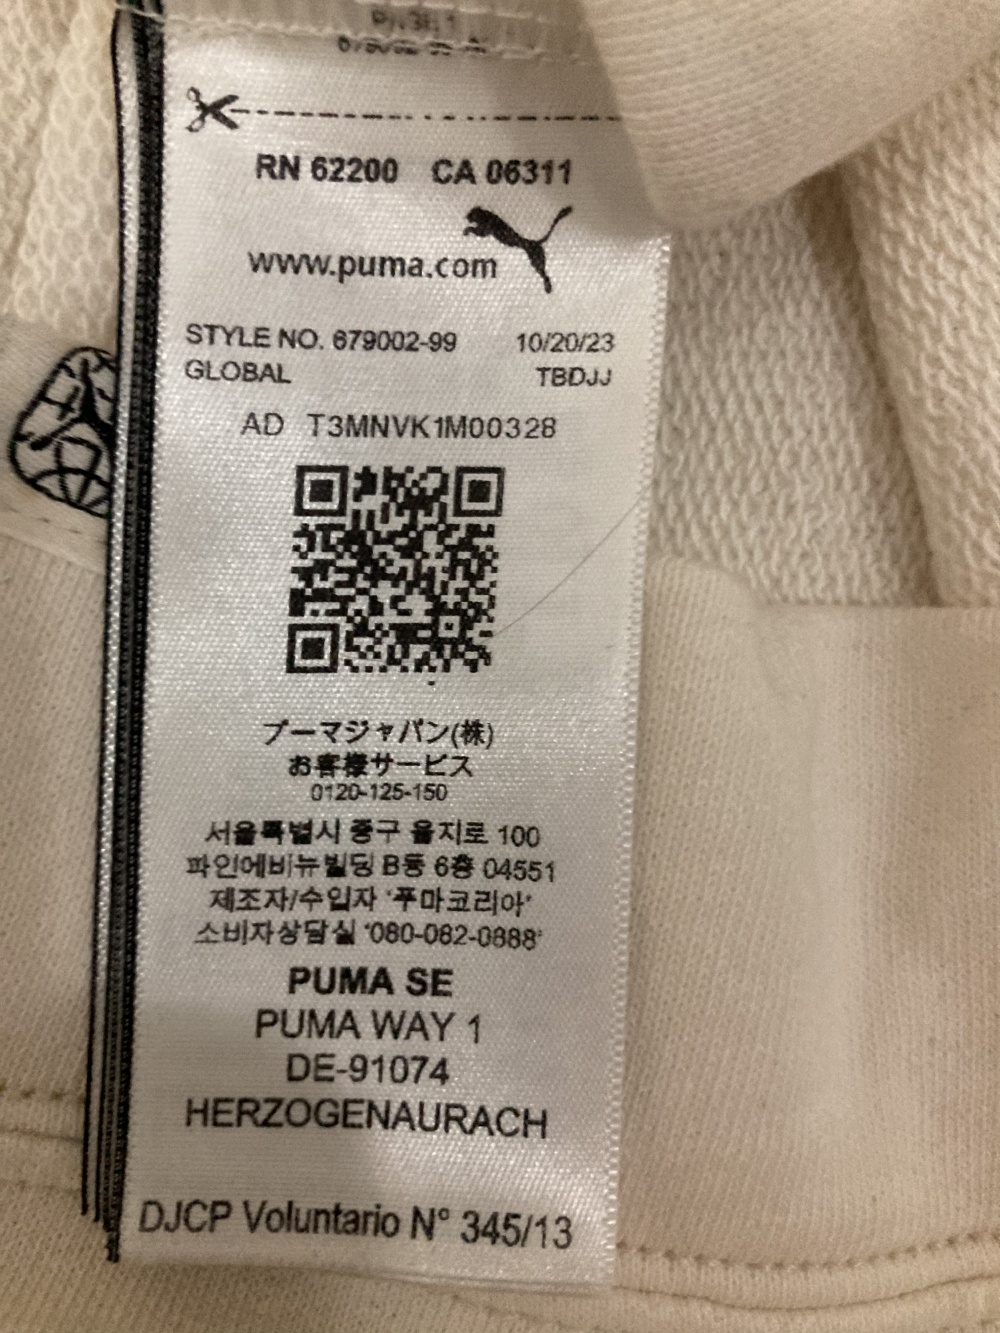 RN 62200 CA 06311
www.puma.com
STYLE NO. 679002-99 10/20/23
GLOBAL TBDJJ
AD T3MNVK1M00328
プーマジャパン(株)
お客様サービス
0120-125-150
서울특별시 중구 을지로 100
파인에비뉴빌딩 B동 6층 04551
제조자/수입자 '푸마코리아'
소비자상담실 '080-082-0888'
PUMA SE
PUMA WAY 1
DE-91074
HERZOGENAURACH
DJCP Voluntario N° 345/13